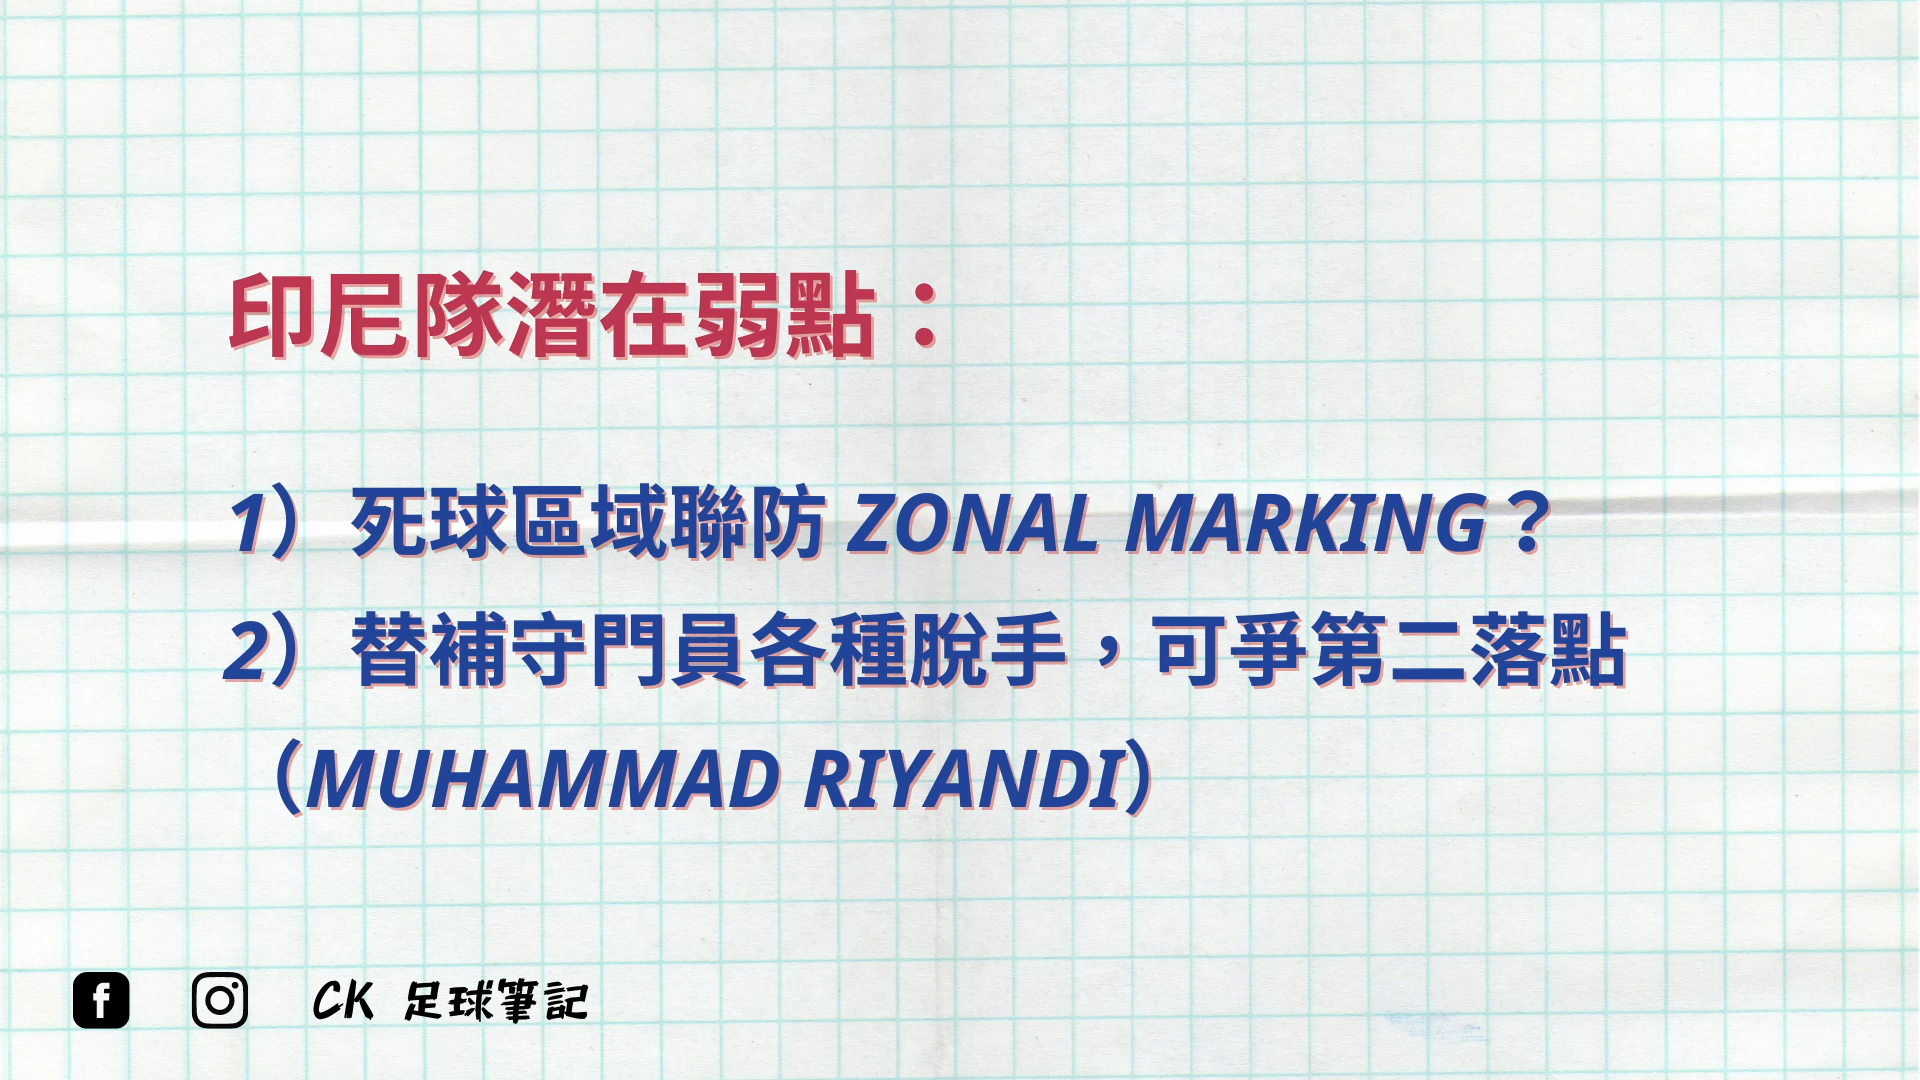 印尼隊潛在弱點：
1）死球區域聯防 ZONAL MARKING？
2）替補守門員各種脫手，可爭第二落點
（MUHAMMAD RIYANDI）
CK 足球筆記